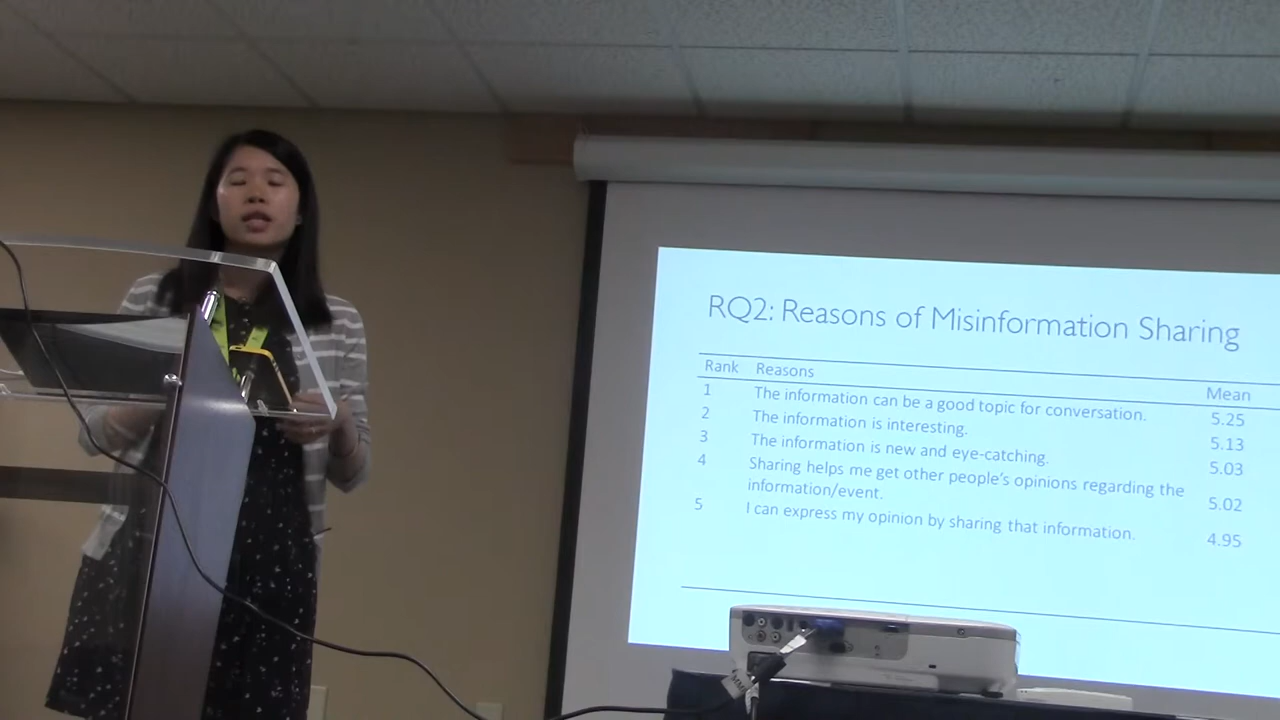 RQ2: Reasons of Misinformation Sharing
Rank Reasons Mean
1 The information can be a good topic for conversation. 5.25
2 The information is interesting. 5.13
3 The information is new and eye-catching. 5.03
4 Sharing helps me get other people's opinions regarding the
information/event. 5.02
5 I can express my opinion by sharing that information. 4.95